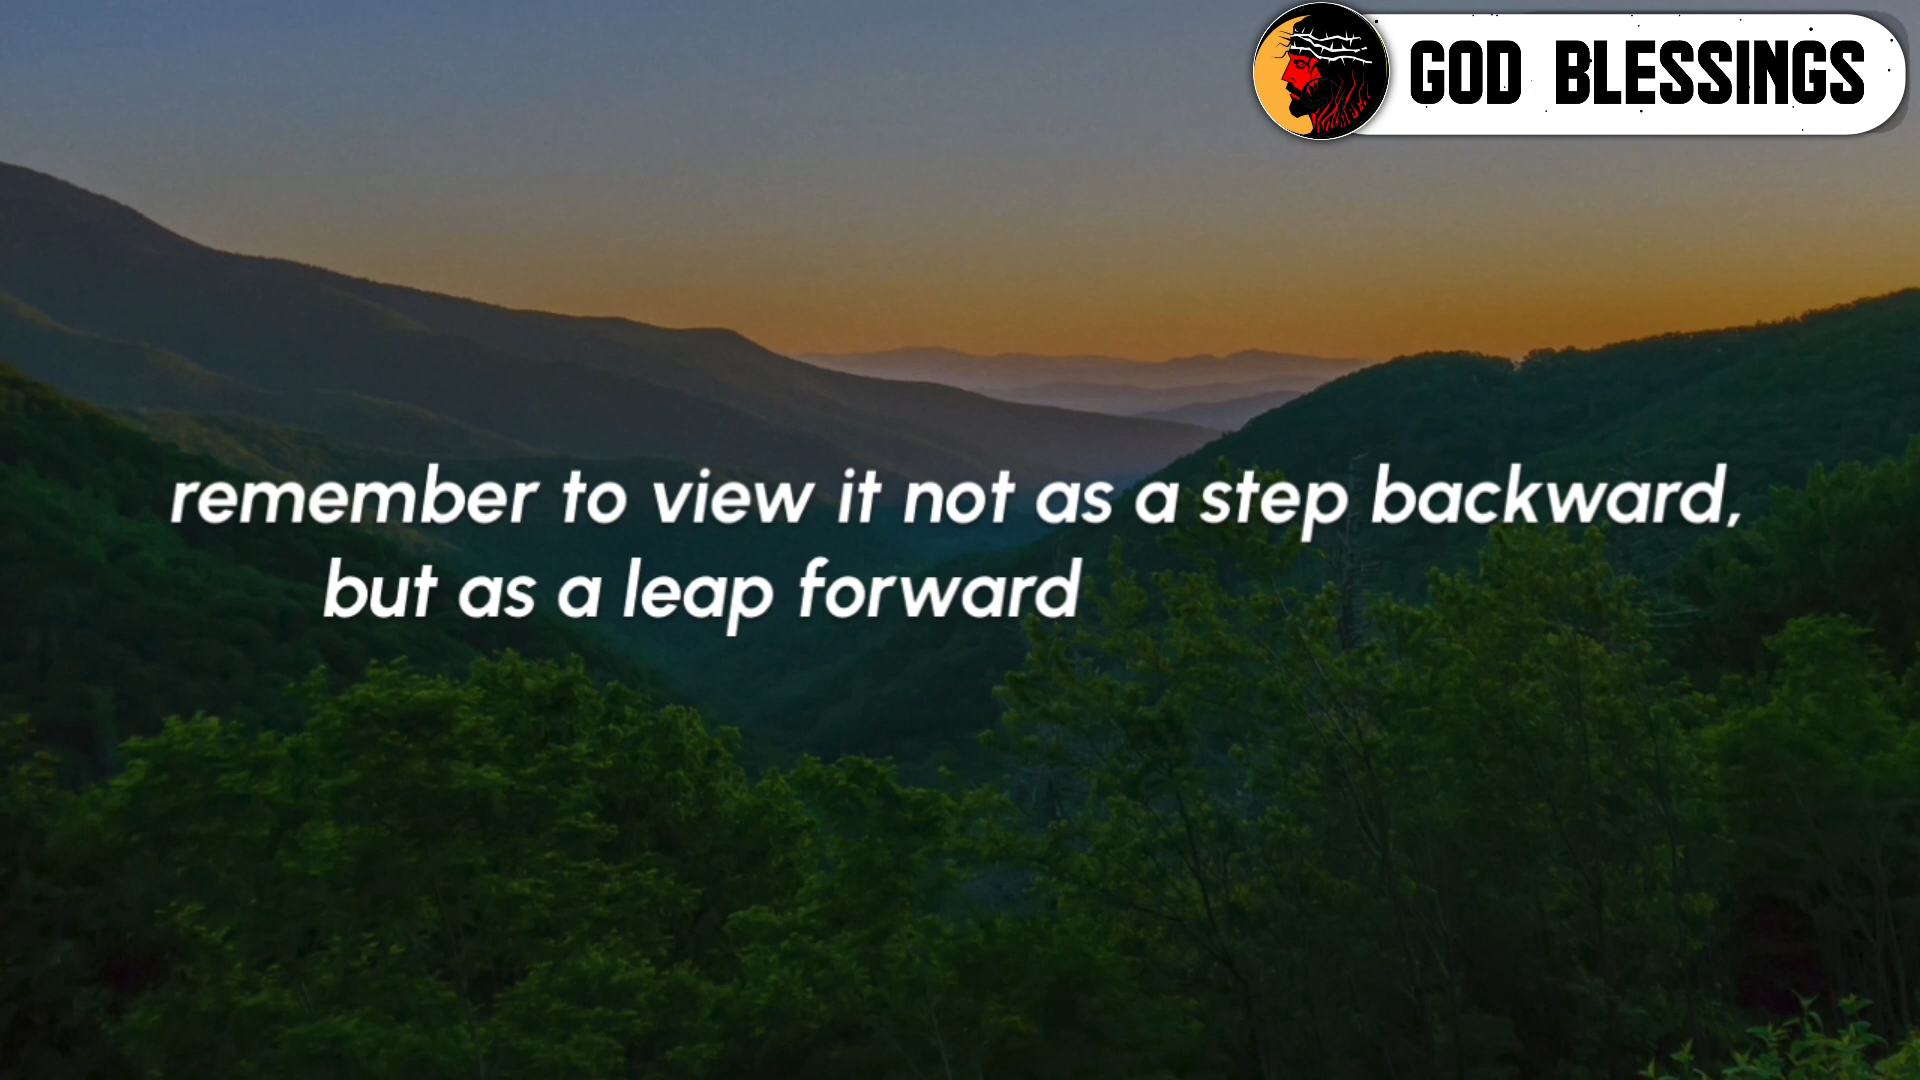 GOD BLESSINGS
remember to view it not as a step backward,
but as a leap forward